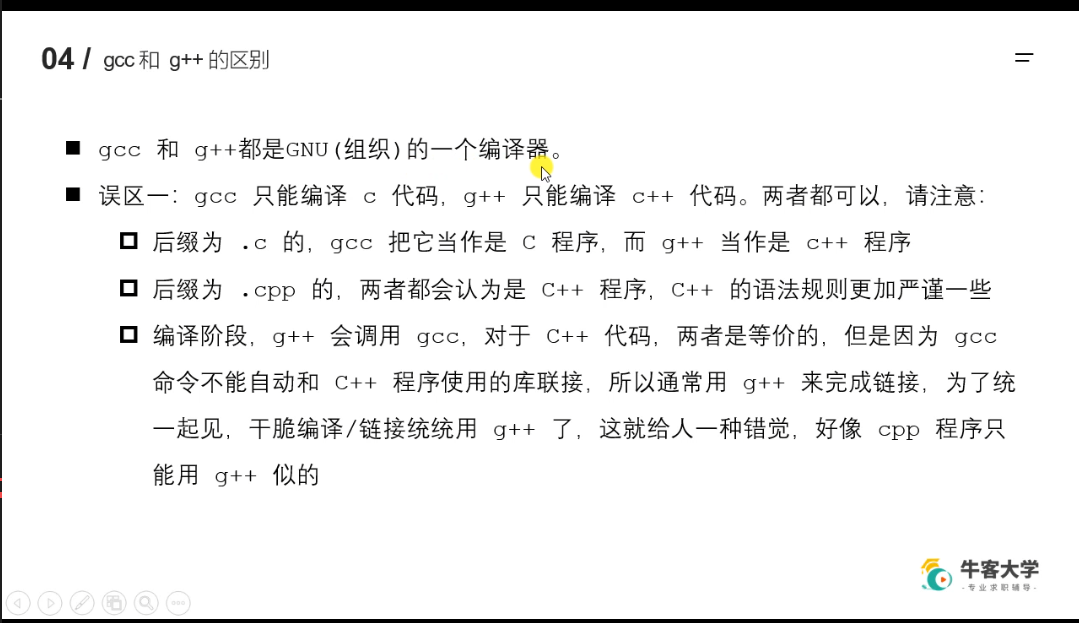 04 / gcc 和 g++ 的区别
gcc 和 g++都是GNU(组织)的一个编译器。
误区一：gcc 只能编译 c 代码，g++ 只能编译 c++ 代码。两者都可以，请注意：
后缀为 .c 的，gcc 把它当作是 C 程序，而 g++ 当作是 c++ 程序
后缀为 .cpp 的，两者都会认为是 C++ 程序，C++ 的语法规则更加严谨一些
编译阶段，g++ 会调用 gcc，对于 C++ 代码，两者是等价的，但是因为 gcc
命令不能自动和 C++ 程序使用的库联接，所以通常用 g++ 来完成链接，为了统
一起见，干脆编译/链接统统用 g++ 了，这就给人一种错觉，好像 cpp 程序只
能用 g++ 似的
牛客大学
·专业求职辅导·